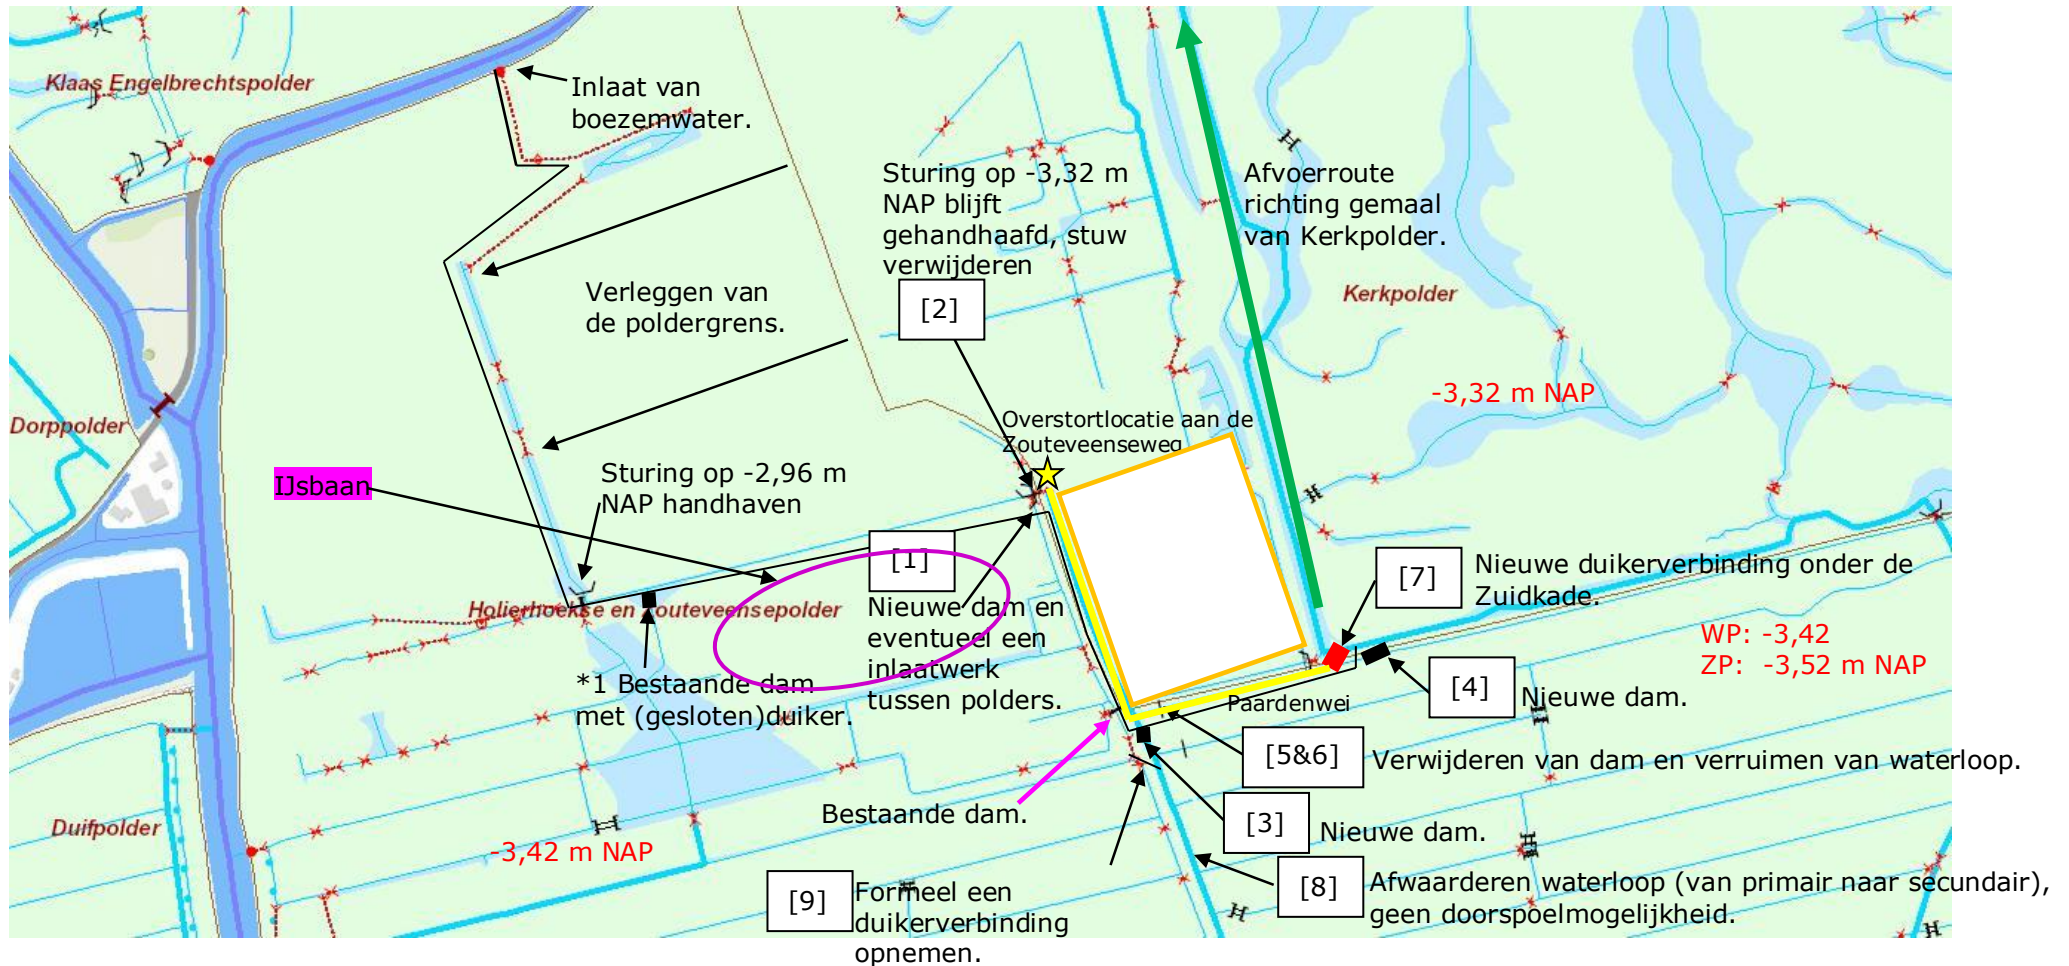 Klaas Engelbrechtspolder
Inlaat van
boezemwater.
Sturing op -3,32 m
NAP blijft
gehandhaafd, stuw
verwijderen
[2]
Afvoerroute
richting gemaal
van Kerkpolder.
Verleggen van
de poldergrens.
Kerkpolder
-3,32 m NAP
Dorppolder
Overstortlocatie aan de
Zouteveenseweg
IJsbaan
Sturing op -2,96 m
NAP handhaven
[1]
Nieuwe dam en
eventueel een
inlaatwerk
tussen polders.
Holierhoekse en Zouteveensepolder
*1 Bestaande dam
met (gesloten)duiker.
[7]
Nieuwe duikerverbinding onder de
Zuidkade.
WP: -3,42
ZP: -3,52 m NAP
[4]
Nieuwe dam.
Paardenwei
[5&6]
Verwijderen van dam en verruimen van waterloop.
Bestaande dam.
[3]
Nieuwe dam.
Duifpolder
-3,42 m NAP
[8]
Afwaarderen waterloop (van primair naar secundair),
geen doorspoelmogelijkheid.
[9]
Formeel een
duikerverbinding
opnemen.